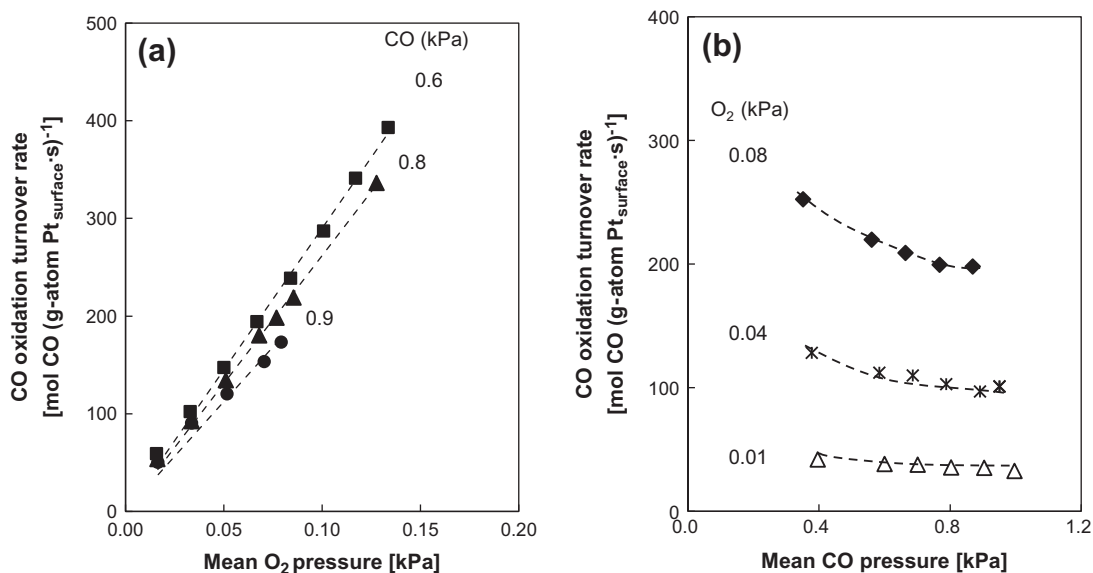 (a)
CO (kPa)
0.6
0.8
0.9
500
400
300
200
100
0
0.00
0.05
0.10
0.15
0.20
Mean O₂ pressure [kPa]
CO oxidation turnover rate
[mol CO (g-atom Pt_surface·s)⁻¹]
(b)
O₂ (kPa)
0.08
0.04
0.01
400
300
200
100
0
0.0
0.4
0.8
1.2
Mean CO pressure [kPa]
CO oxidation turnover rate
[mol CO (g-atom Pt_surface·s)⁻¹]